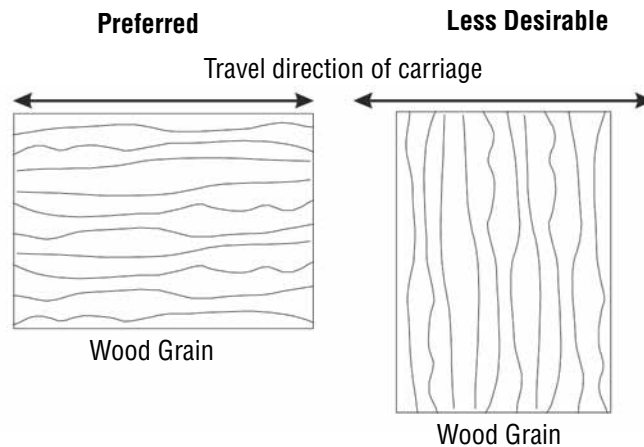 Preferred
Less Desirable
Travel direction of carriage
Wood Grain
Wood Grain